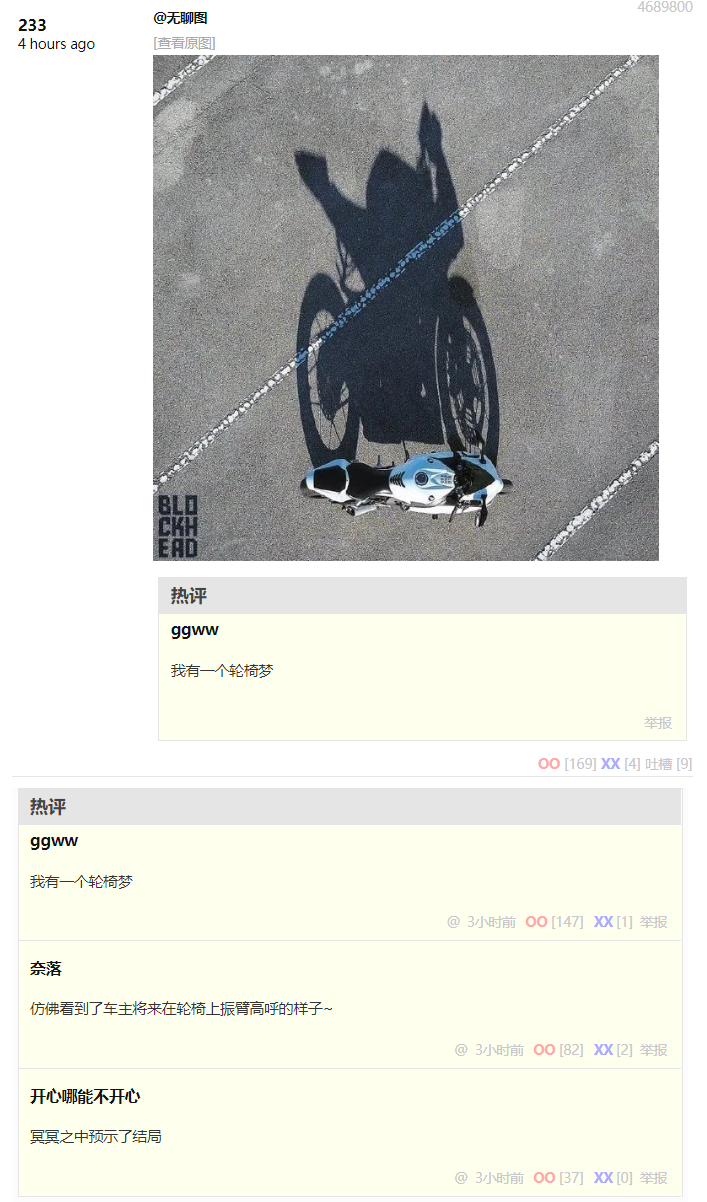 233
4 hours ago
@无聊图
4689800
[查看原图]
BLO
CKH
EAD
热评
ggww
我有一个轮椅梦
举报
OO [169] XX [4] 吐槽 [9]
热评
ggww
我有一个轮椅梦
@ 3小时前 OO [147] XX [1] 举报
奈落
仿佛看到了车主将来在轮椅上振臂高呼的样子~
@ 3小时前 OO [82] XX [2] 举报
开心哪能不开心
冥冥之中预示了结局
@ 3小时前 OO [37] XX [0] 举报